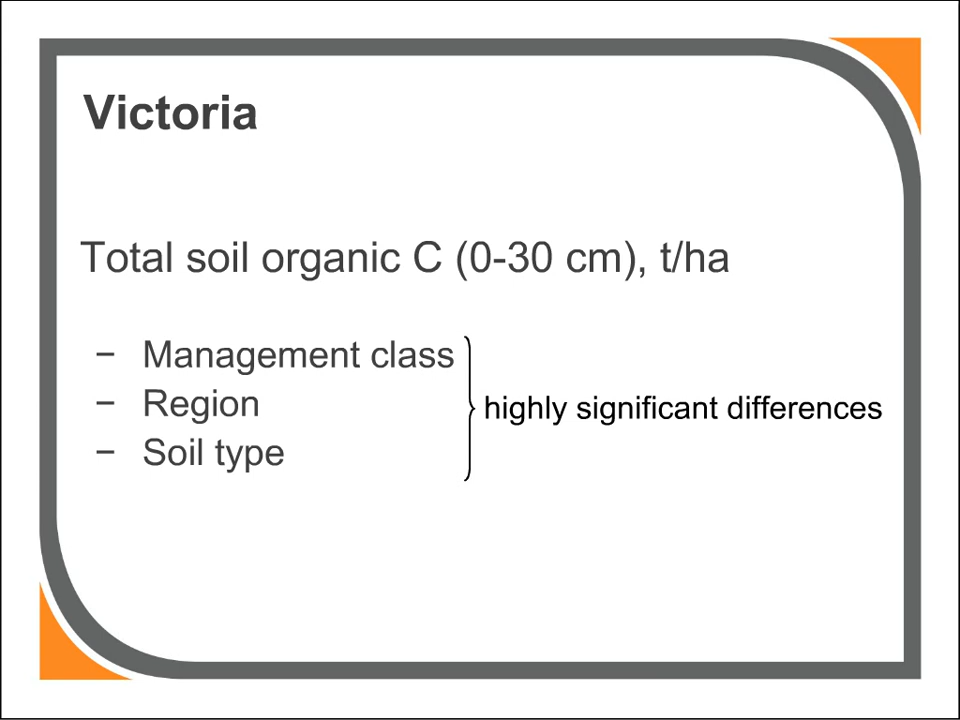 Victoria
Total soil organic C (0-30 cm), t/ha
− Management class
− Region
highly significant differences
− Soil type